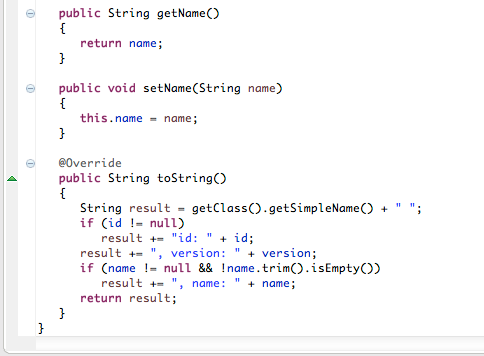 public String getName()
{
return name;
}
public void setName(String name)
{
this.name = name;
}
@Override
public String toString()
{
String result = getClass().getSimpleName() + " ";
if (id != null)
result += "id: " + id;
result += ", version: " + version;
if (name != null && !name.trim().isEmpty())
result += ", name: " + name;
return result;
}
}